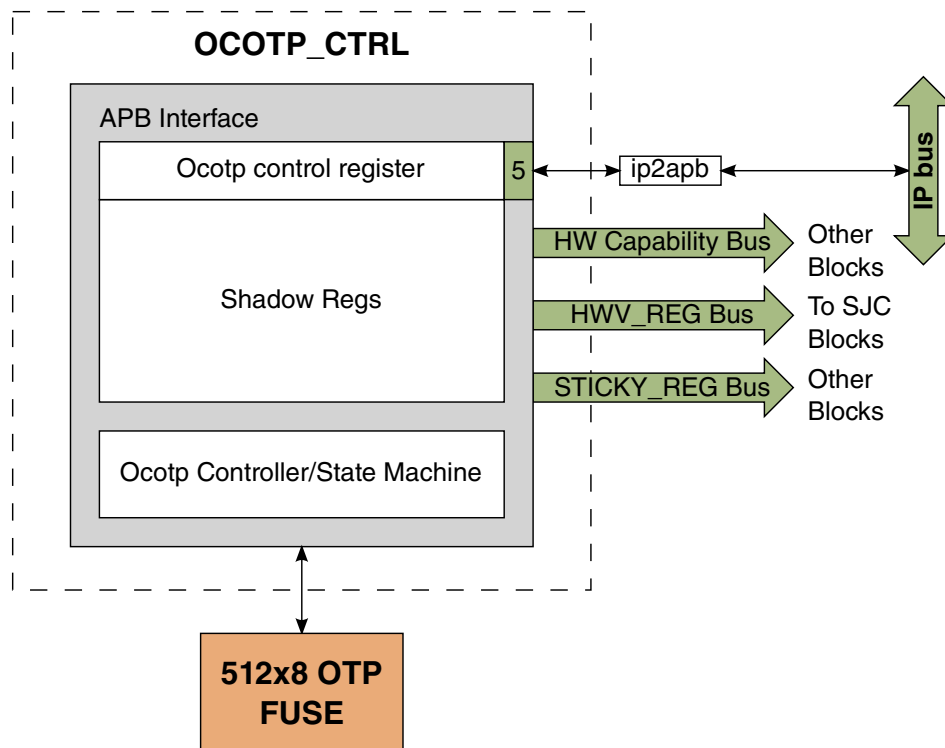 OCOTP_CTRL
APB Interface
Ocotp control register
5
ip2apb
IP bus
HW Capability Bus
Other
Blocks
Shadow Regs
HWV_REG Bus
To SJC
Blocks
STICKY_REG Bus
Other
Blocks
Ocotp Controller/State Machine
512x8 OTP
FUSE